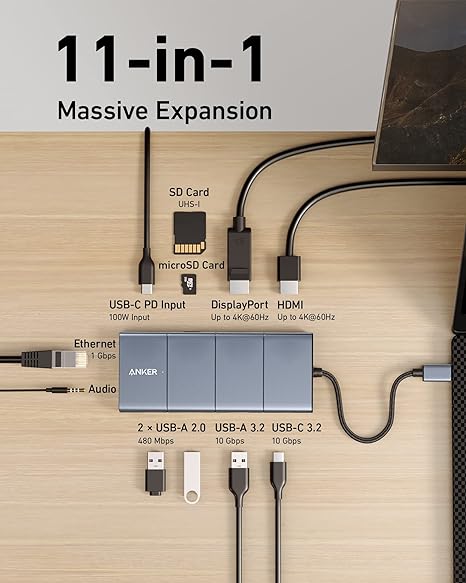 11-in-1
Massive Expansion
SD Card
UHS-I
microSD Card
USB-C PD Input
100W Input
DisplayPort
Up to 4K@60Hz
HDMI
Up to 4K@60Hz
Ethernet
1 Gbps
Audio
ANKER
2 × USB-A 2.0
480 Mbps
USB-A 3.2
10 Gbps
USB-C 3.2
10 Gbps